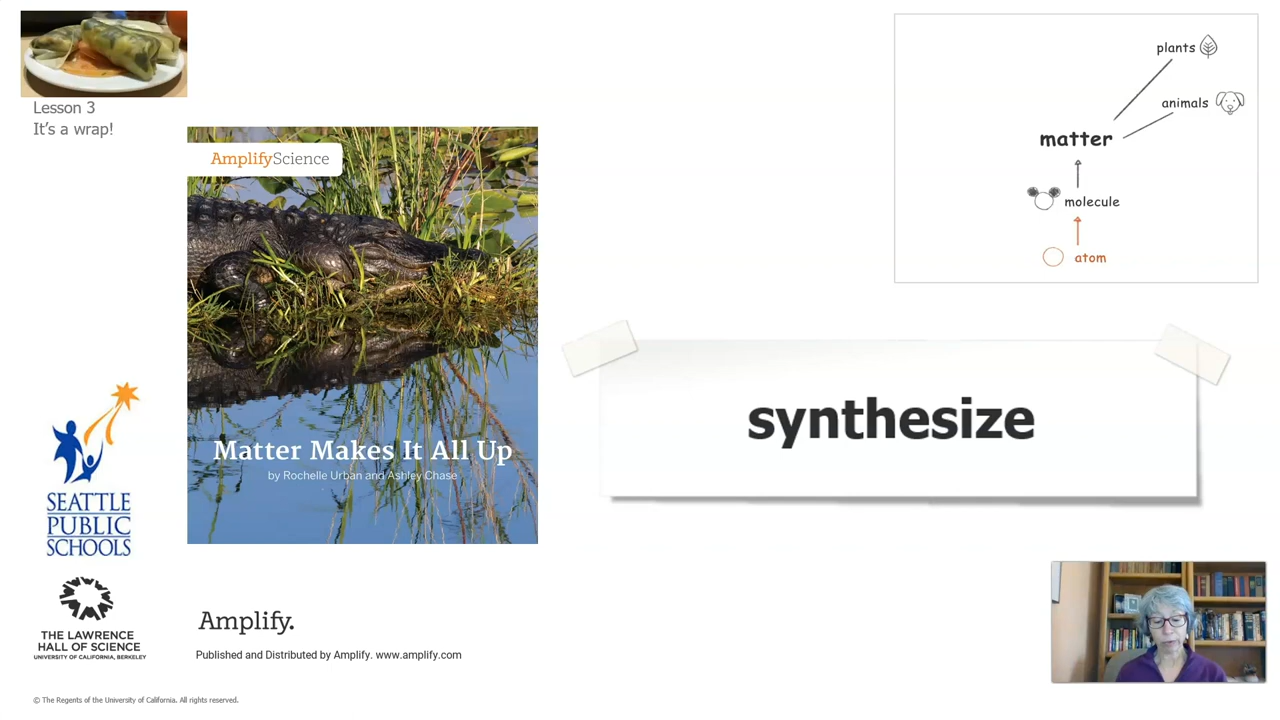 Lesson 3
It's a wrap!
AmplifyScience
Matter Makes It All Up
by Rochelle Urban and Ashley Chase
plants
animals
matter
molecule
atom
synthesize
SEATTLE
PUBLIC
SCHOOLS
THE LAWRENCE
HALL OF SCIENCE
UNIVERSITY OF CALIFORNIA, BERKELEY
Amplify.
Published and Distributed by Amplify. www.amplify.com
© The Regents of the University of California. All rights reserved.